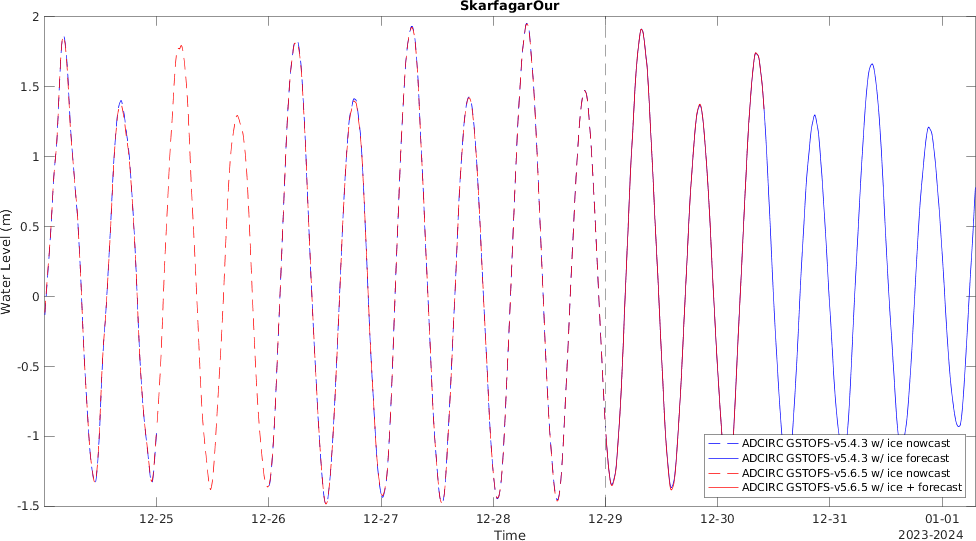 SkarfagarOur
2
1.5
1
0.5
0
-0.5
-1
-1.5
Water Level (m)
12-25
12-26
12-27
12-28
12-29
12-30
12-31
01-01
Time
2023-2024
ADCIRC GSTOFS-v5.4.3 w/ ice nowcast
ADCIRC GSTOFS-v5.4.3 w/ ice forecast
ADCIRC GSTOFS-v5.6.5 w/ ice nowcast
ADCIRC GSTOFS-v5.6.5 w/ ice + forecast